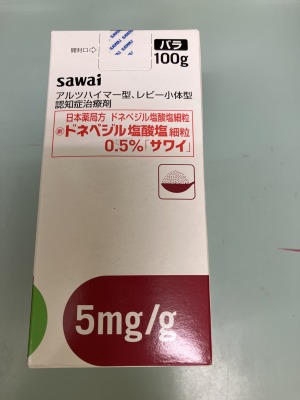 開封口⇨
バラ
100g
sawai
アルツハイマー型、レビー小体型
認知症治療剤
日本薬局方 ドネペジル塩酸塩細粒
劇 ドネペジル塩酸塩 細粒
0.5%「サワイ」
5mg/g